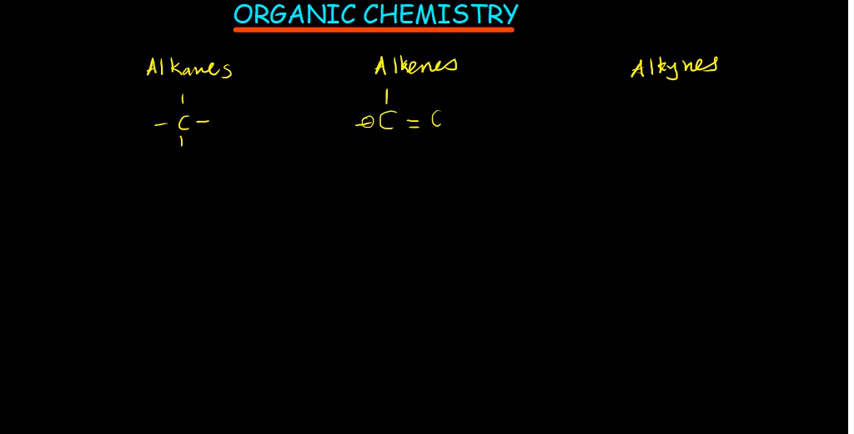 ORGANIC CHEMISTRY
Alkanes Alkenes Alkynes
- C - C = C